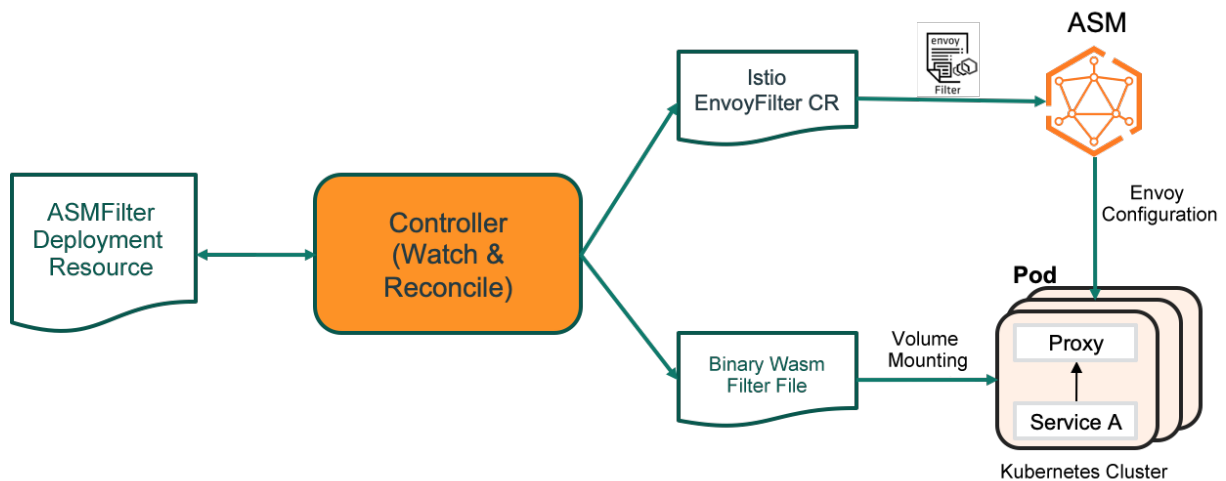 ASMFilter
Deployment
Resource
Controller
(Watch &
Reconcile)
Istio
EnvoyFilter CR
envoy
Filter
ASM
Envoy
Configuration
Binary Wasm
Filter File
Volume
Mounting
Pod
Proxy
Service A
Kubernetes Cluster